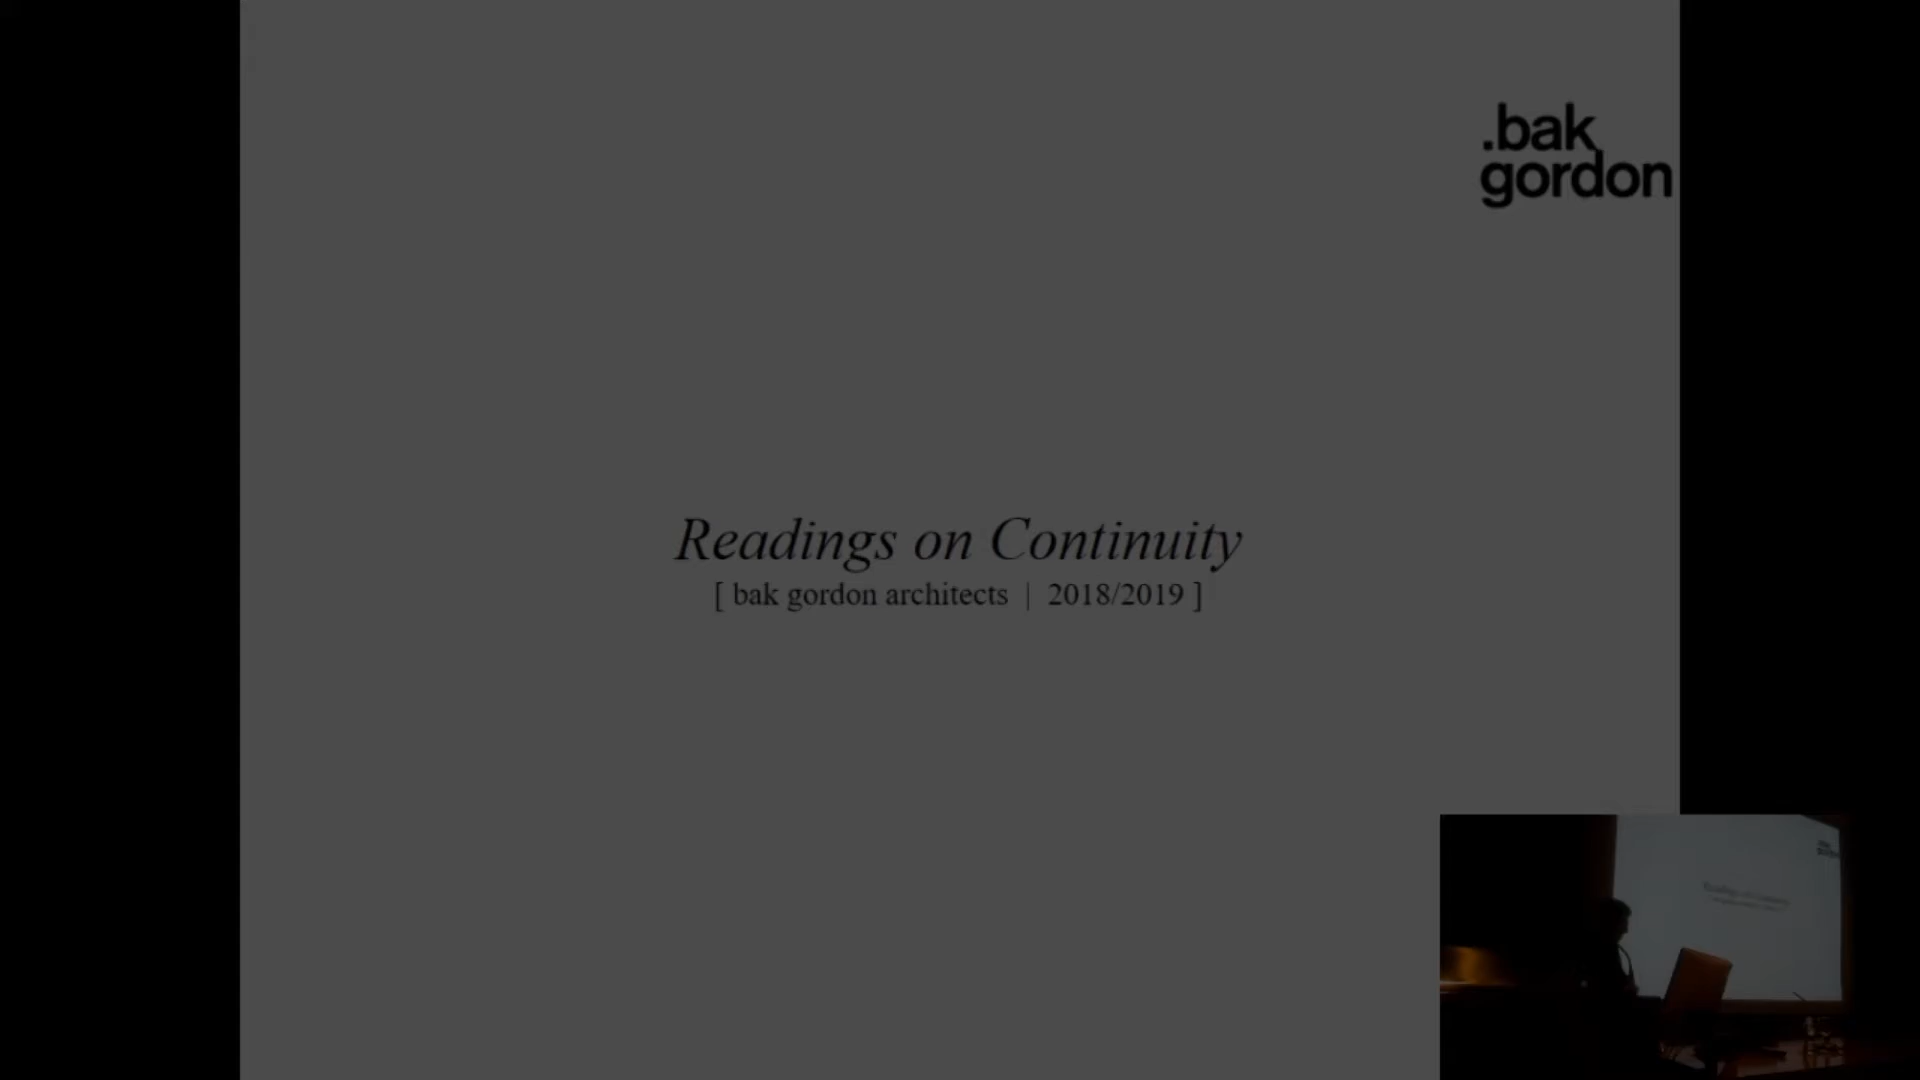 .bak
gordon
Readings on Continuity
[ bak gordon architects | 2018/2019 ]